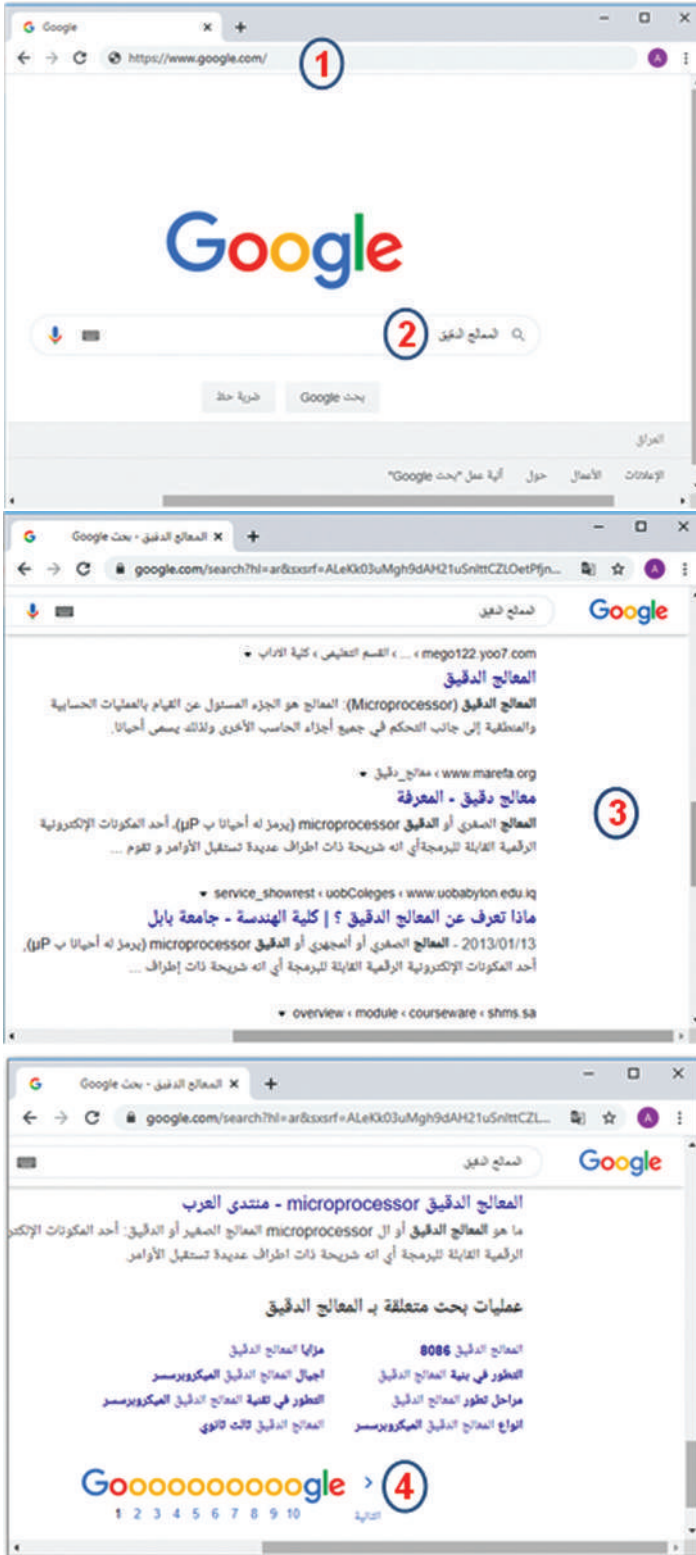 Google
https://www.google.com/
A
1
Google
المعالج الدقيق
2
بحث Google
ضربة حظ
العراق
الإعلانات الأعمال حول آلية عمل "بحث Google"
المعالج الدقيق - بحث Google
google.com/search?hl=ar&sxsrf=ALeKk03uMgh9dAH21uSnIttCZLOetPfjn...
A
المعالج الدقيق
Google
mego122.yoo7.com › ... › القسم التعليمى › كلية الاداب
المعالج الدقيق
المعالج الدقيق (Microprocessor): المعالج هو الجزء المسئول عن القيام بالعمليات الحسابية
والمنطقية إلى جانب التحكم في جميع أجزاء الحاسب الأخرى ولذلك يسمى أحيانا.
www.marefa.org › معالج_دقيق
معالج دقيق - المعرفة
3
المعالج الصغري أو الدقيق microprocessor (يرمز له أحيانا ب µP)، أحد المكونات الإلكترونية
الرقمية القابلة للبرمجةأي انه شريحة ذات اطراف عديدة تستقبل الأوامر و تقوم ...
service_showrest ‹ uobColeges ‹ www.uobabylon.edu.iq
ماذا تعرف عن المعالج الدقيق ؟ | كلية الهندسة - جامعة بابل
2013/01/13 - المعالج الصغري أو ألمجهري أو الدقيق microprocessor (يرمز له أحيانا ب µP),
أحد المكونات الإلكترونية الرقمية القابلة للبرمجة أي انه شريحة ذات إطراف ...
overview ‹ module ‹ courseware ‹ shms.sa
المعالج الدقيق - بحث Google
google.com/search?hl=ar&sxsrf=ALeKk03uMgh9dAH21uSnIttCZL...
A
المعالج الدقيق
Google
المعالج الدقيق microprocessor - منتدى العرب
ما هو المعالج الدقيق أو ال microprocessor المعالج الصغير أو الدقيق: أحد المكونات الإلكتر
الرقمية القابلة للبرمجة أي انه شريحة ذات اطراف عديدة تستقبل الأوامر.
عمليات بحث متعلقة بـ المعالج الدقيق
المعالج الدقيق 8086 مزايا المعالج الدقيق
التطور في بنية المعالج الدقيق اجيال المعالج الدقيق الميكروبرسسر
مراحل تطور المعالج الدقيق التطور في تقنية المعالج الدقيق الميكروبرسسر
انواع المعالج الدقيق الميكروبرسسر المعالج الدقيق ثالث ثانوي
Goooooooooogle
4
1 2 3 4 5 6 7 8 9 10 التالية